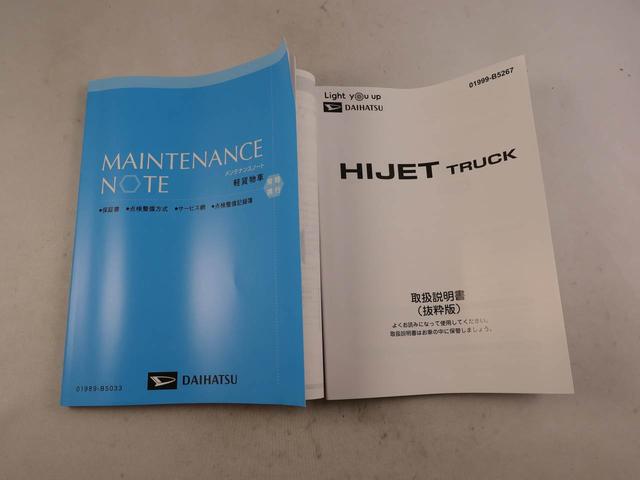 MAINTENANCE
NOTE
メンテナンスノート
軽貨物車
●保証書 ●点検整備方式 ●サービス網 ●点検整備記録簿
DAIHATSU
01989-B5033
01999-B5267
Light you up
DAIHATSU
HIJET TRUCK
取扱説明書
(抜粋版)
よくお読みになって使用してください。
取扱説明書はお車の中に保管しましょう。